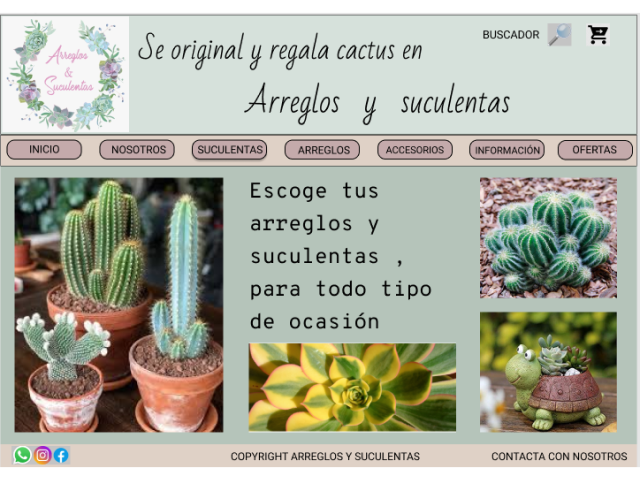 Arreglos
&
Suculentas
Se original y regala cactus en
Arreglos y suculentas
BUSCADOR
INICIO
NOSOTROS
SUCULENTAS
ARREGLOS
ACCESORIOS
INFORMACIÓN
OFERTAS
Escoge tus
arreglos y
suculentas ,
para todo tipo
de ocasión
COPYRIGHT ARREGLOS Y SUCULENTAS
CONTACTA CON NOSOTROS